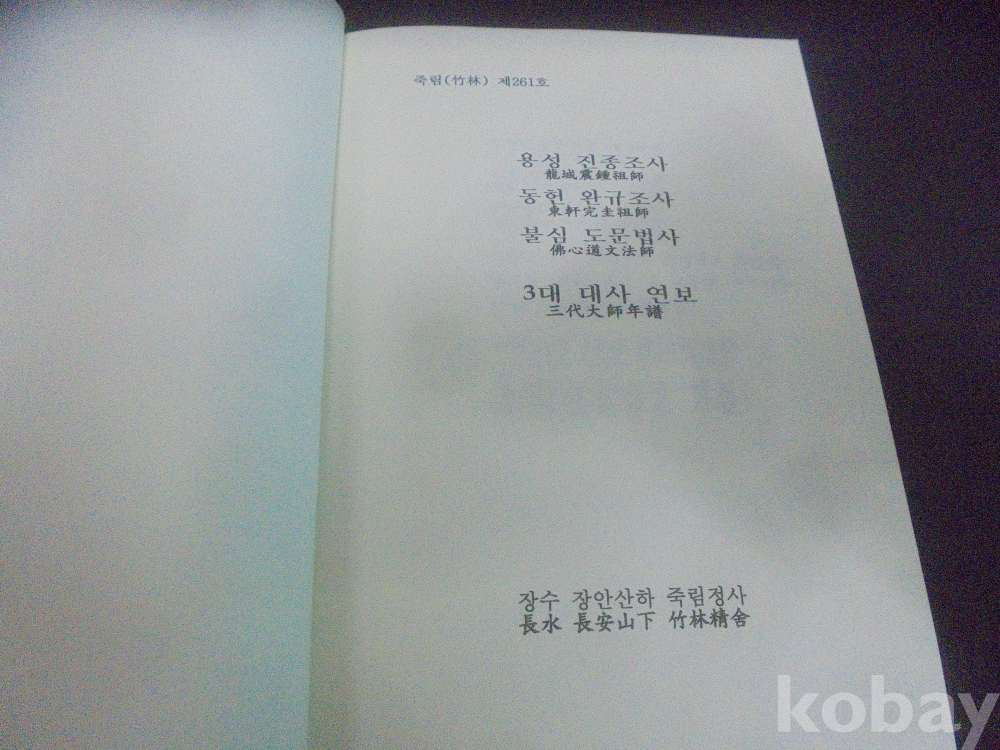 죽림(竹林) 제261호
용성 진종조사
龍城震鍾祖師
동헌 완규조사
東軒完圭祖師
불심 도문법사
佛心道文法師
3대 대사 연보
三代大師年譜
장수 장안산하 죽림정사
長水 長安山下 竹林精舍
kobay